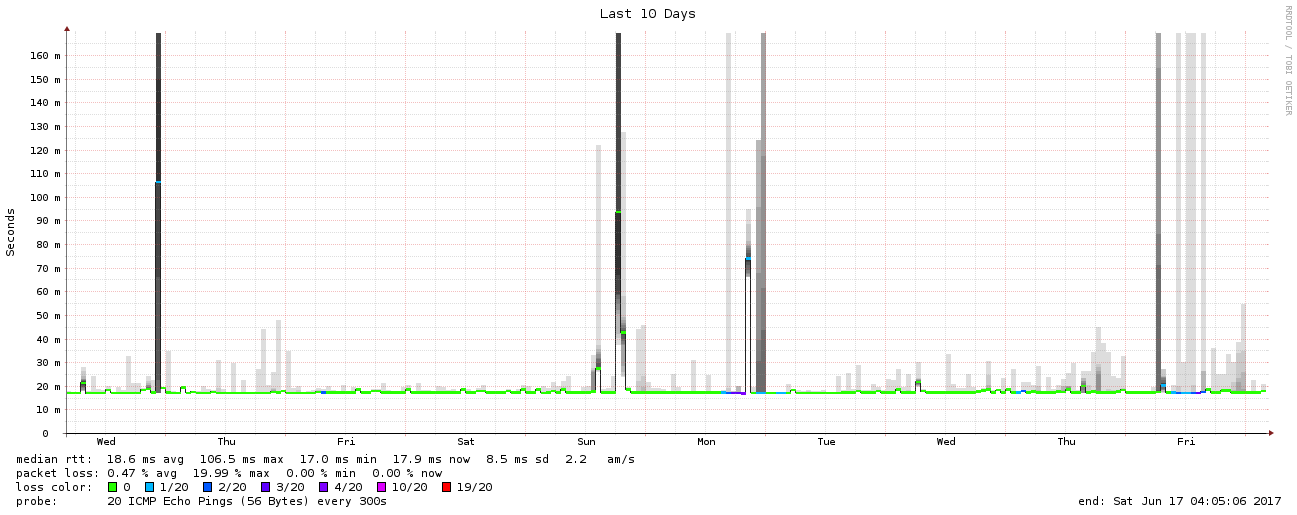 Last 10 Days
RRDTOOL / TOBI OETIKER
Seconds
160 m
150 m
140 m
130 m
120 m
110 m
100 m
90 m
80 m
70 m
60 m
50 m
40 m
30 m
20 m
10 m
0
Wed Thu Fri Sat Sun Mon Tue Wed Thu Fri
median rtt: 18.6 ms avg 106.5 ms max 17.0 ms min 17.9 ms now 8.5 ms sd 2.2 am/s
packet loss: 0.47 % avg 19.99 % max 0.00 % min 0.00 % now
loss color: 0 1/20 2/20 3/20 4/20 10/20 19/20
probe: 20 ICMP Echo Pings (56 Bytes) every 300s end: Sat Jun 17 04:05:06 2017